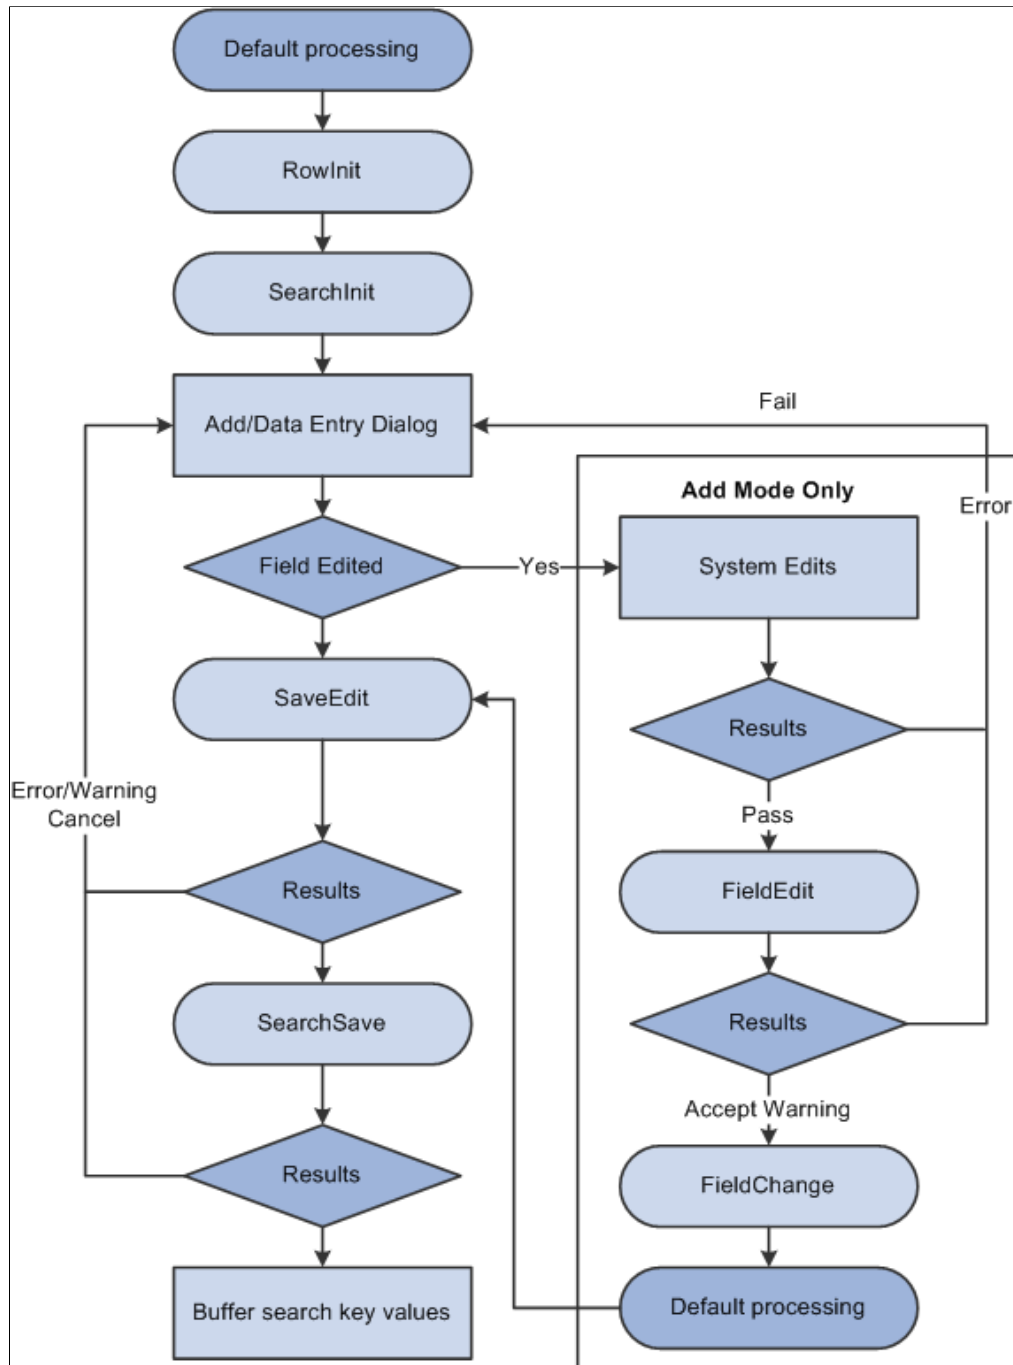 Default processing
RowInit
SearchInit
Add/Data Entry Dialog
Fail
Add Mode Only
Error
Field Edited
Yes
System Edits
SaveEdit
Results
Error/Warning
Cancel
Pass
Results
FieldEdit
SearchSave
Results
Accept Warning
Results
FieldChange
Buffer search key values
Default processing